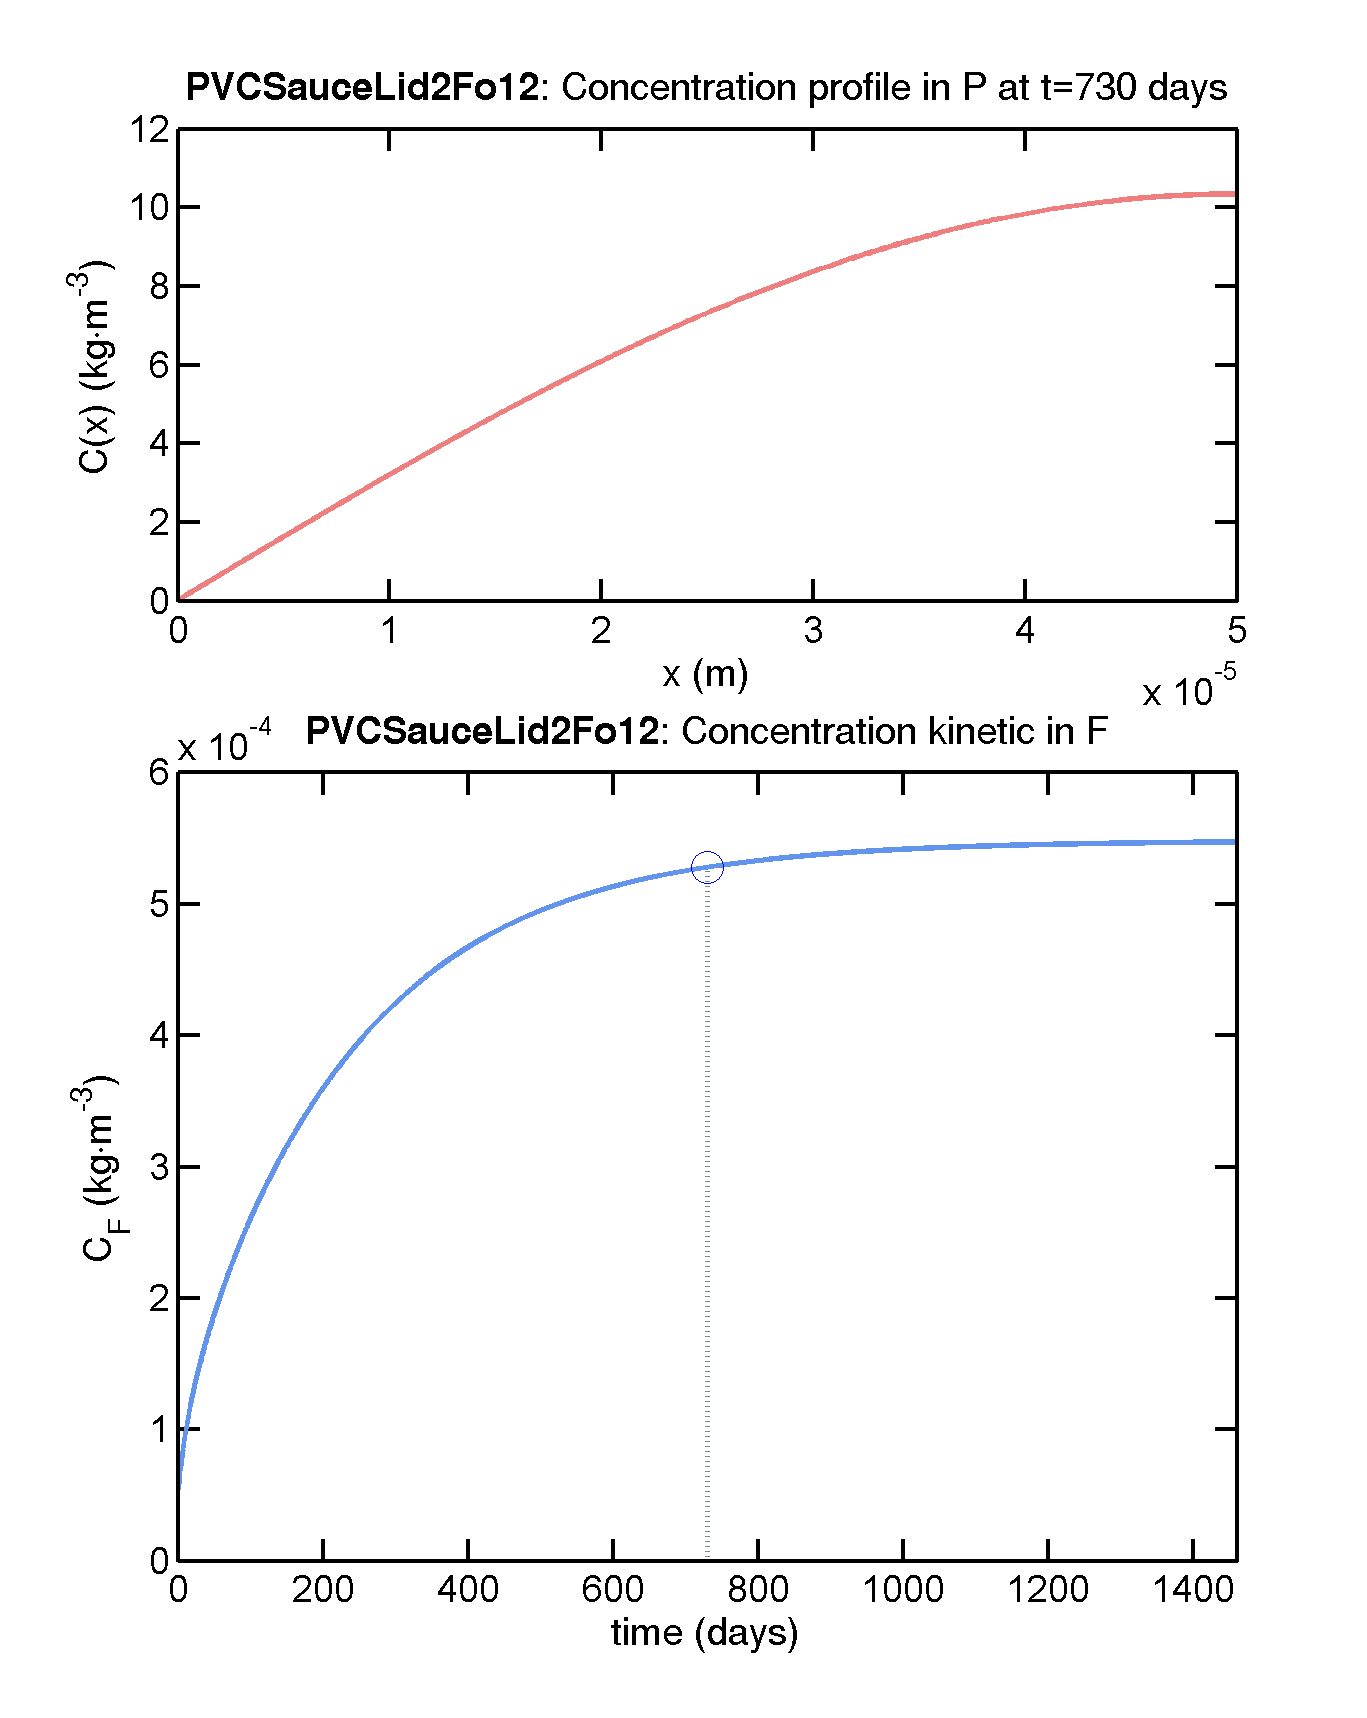 PVCSauceLid2Fo12: Concentration profile in P at t=730 days
12
10
8
6
4
2
0
C(x) (kg·m-3)
0 1 2 3 4 5
x (m)
x 10-5
x 10-4
PVCSauceLid2Fo12: Concentration kinetic in F
6
5
4
3
2
1
0
CF (kg·m-3)
0 200 400 600 800 1000 1200 1400
time (days)